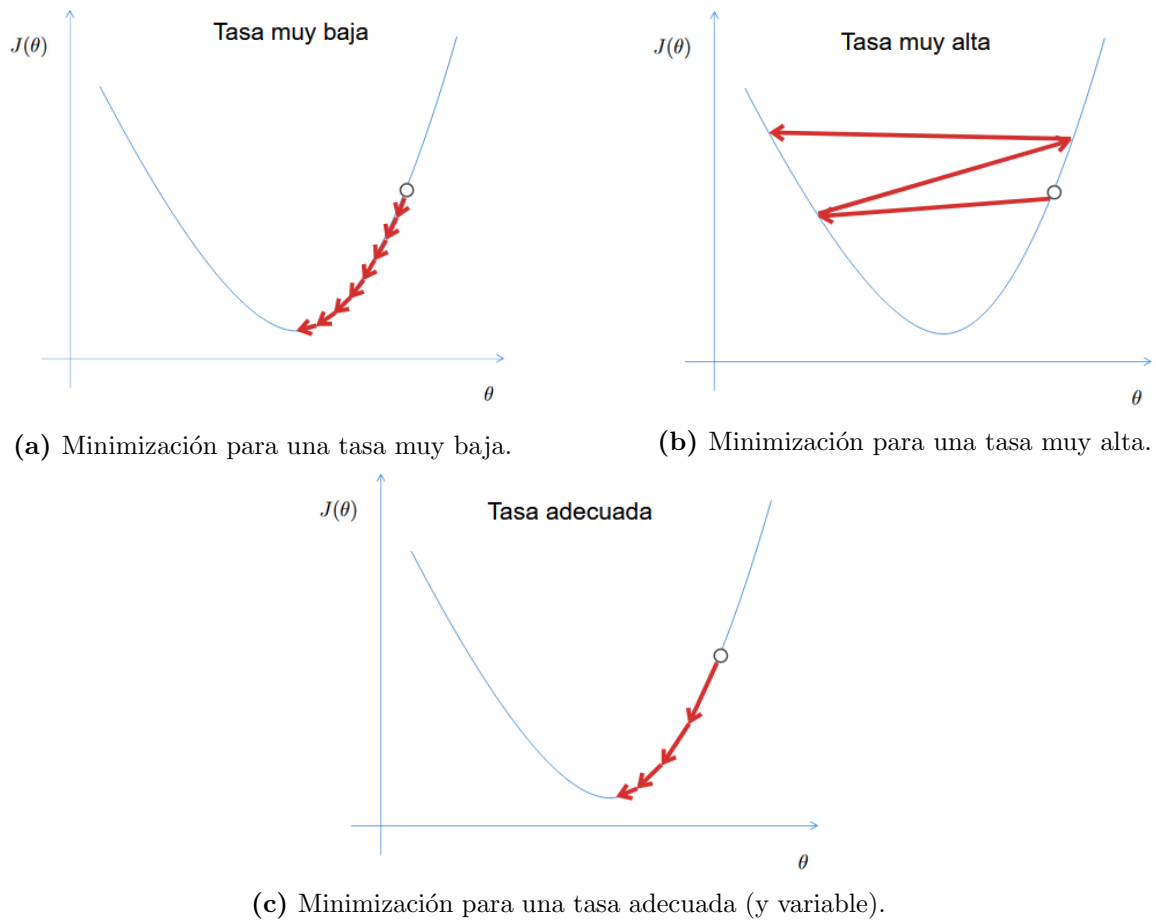 Tasa muy baja
J(θ)
θ
(a) Minimización para una tasa muy baja.
Tasa muy alta
J(θ)
θ
(b) Minimización para una tasa muy alta.
Tasa adecuada
J(θ)
θ
(c) Minimización para una tasa adecuada (y variable).